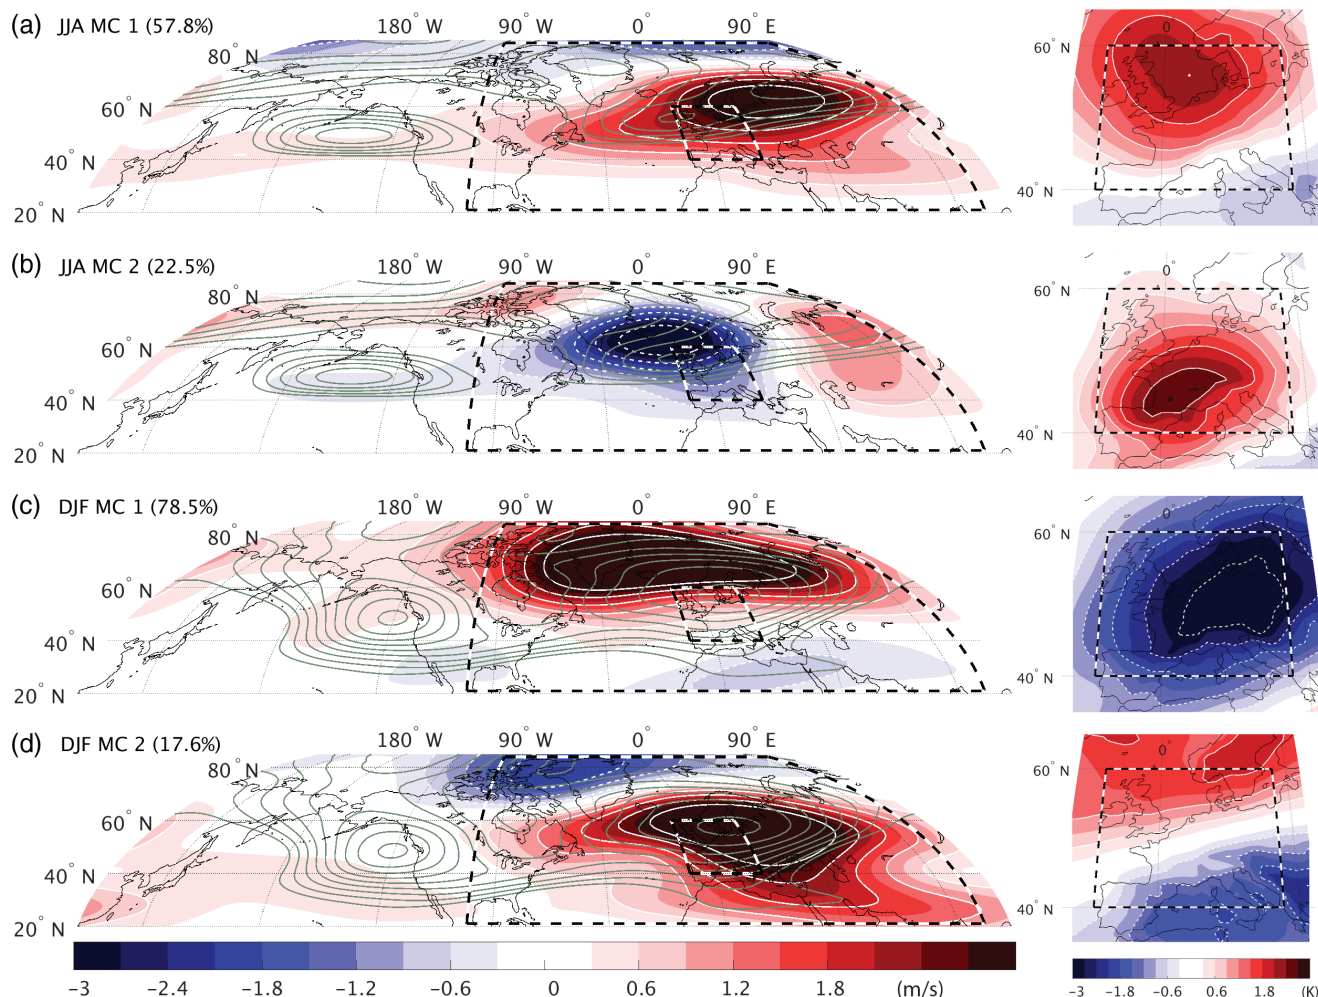 (a) JJA MC 1 (57.8%)
180° W 90° W 0° 90° E
80° N
60° N
40° N
20° N
0°
60° N
40° N
(b) JJA MC 2 (22.5%)
180° W 90° W 0° 90° E
80° N
60° N
40° N
20° N
0°
60° N
40° N
(c) DJF MC 1 (78.5%)
180° W 90° W 0° 90° E
80° N
60° N
40° N
20° N
0°
60° N
40° N
(d) DJF MC 2 (17.6%)
180° W 90° W 0° 90° E
80° N
60° N
40° N
20° N
0°
60° N
40° N
−3 −2.4 −1.8 −1.2 −0.6 0 0.6 1.2 1.8 (m/s)
−3 −1.8 −0.6 0.6 1.8 (K)